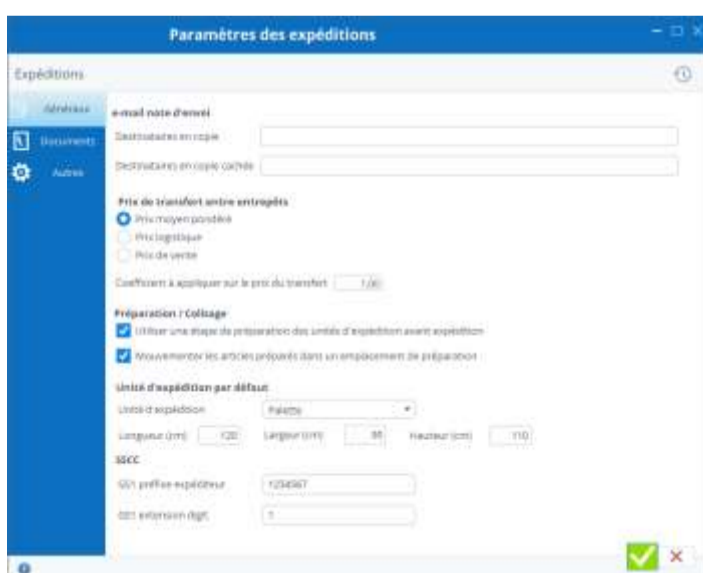 Paramètres des expéditions
Expéditions
Généraux
Documents
Autres
e-mail note d'envoi
Destinataires en copie
Destinataires en copie cachée
Prix de transfert entre entrepôts
Prix moyen pondéré
Prix logistique
Prix de vente
Coefficient à appliquer sur le prix du transfert
Préparation / Colisage
Utiliser une étape de préparation des unités d'expédition avant expédition
Mouvementer les articles préparés dans un emplacement de préparation
Unité d'expédition par défaut
Unité d'expédition Palette
Longueur (cm) 120 Largeur (cm) Hauteur (cm) 110
SSCC
GS1 préfixe expéditeur 1234567
GS1 extension digit 1